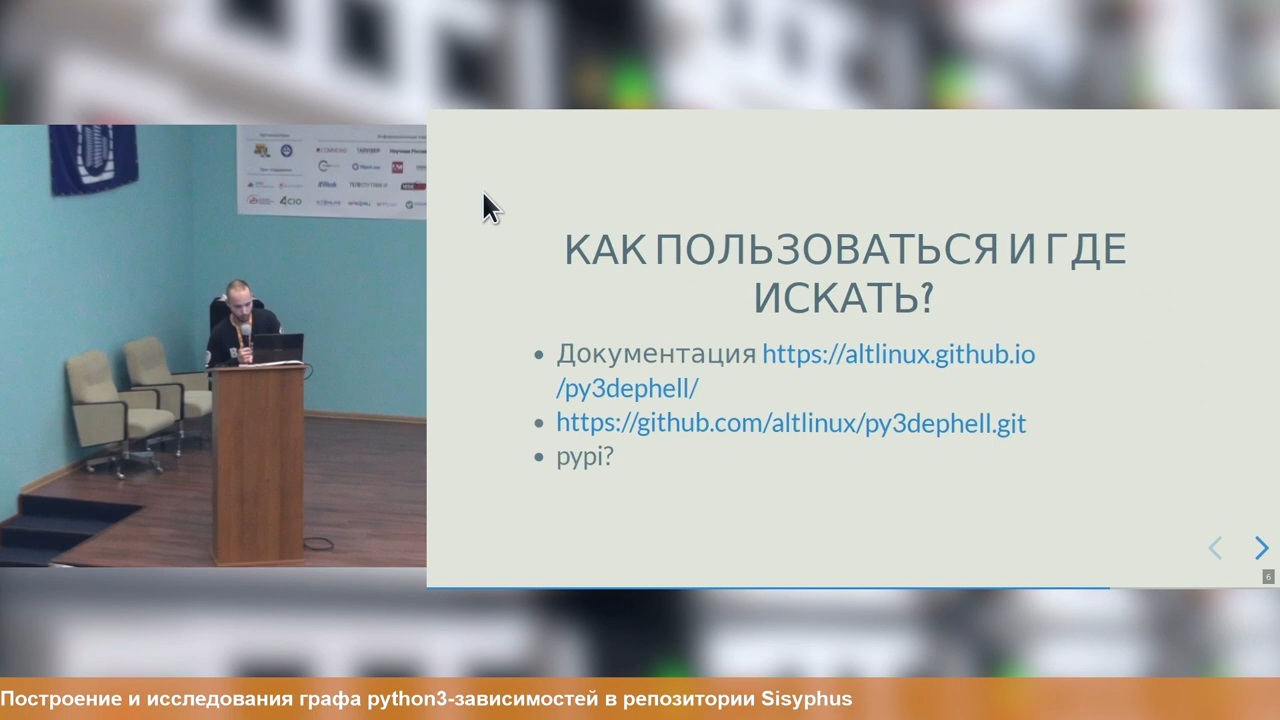 КАК ПОЛЬЗОВАТЬСЯ И ГДЕ
ИСКАТЬ?
Документация https://altlinux.github.io
/py3dephell/
https://github.com/altlinux/py3dephell.git
pypi?
6
Построение и исследования графа python3-зависимостей в репозитории Sisyphus